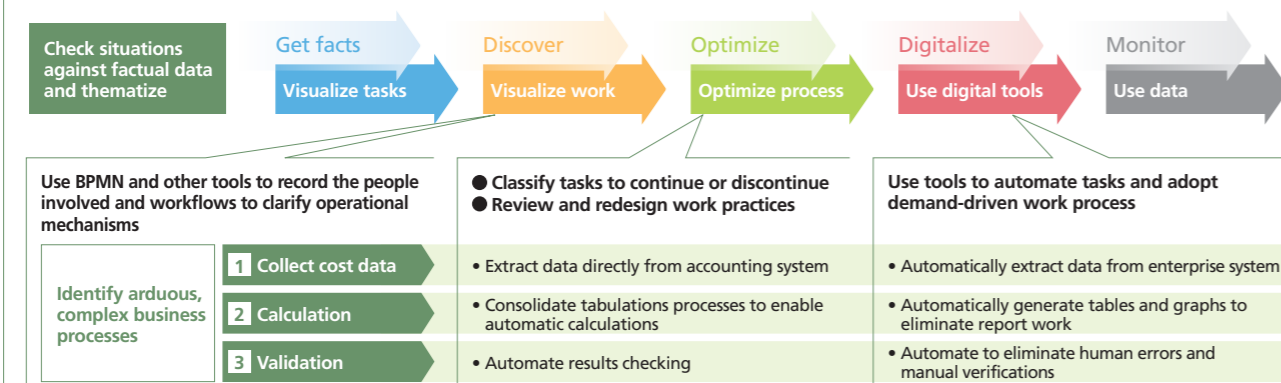 Check situations
against factual data
and thematize
Get facts
Visualize tasks
Discover
Visualize work
Optimize
Optimize process
Digitalize
Use digital tools
Monitor
Use data
Use BPMN and other tools to record the people
involved and workflows to clarify operational
mechanisms
● Classify tasks to continue or discontinue
● Review and redesign work practices
Use tools to automate tasks and adopt
demand-driven work process
Identify arduous,
complex business
processes
1 Collect cost data
• Extract data directly from accounting system
• Automatically extract data from enterprise system
2 Calculation
• Consolidate tabulations processes to enable
automatic calculations
• Automatically generate tables and graphs to
eliminate report work
3 Validation
• Automate results checking
• Automate to eliminate human errors and
manual verifications